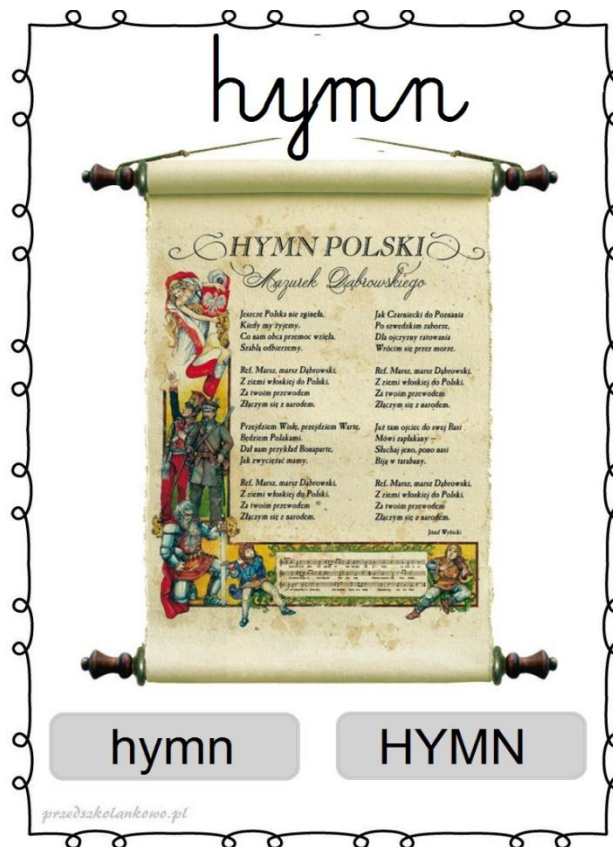 hymn
HYMN POLSKI
Mazurek Dąbrowskiego
Jeszcze Polska nie zginęła,
Kiedy my żyjemy.
Co nam obca przemoc wzięła,
Szablą odbierzemy.
Ref. Marsz, marsz Dąbrowski,
Z ziemi włoskiej do Polski.
Za twoim przewodem
Złączym się z narodem.
Przejdziem Wisłę, przejdziem Wartę,
Będziem Polakami.
Dał nam przykład Bonaparte,
Jak zwyciężać mamy.
Ref. Marsz, marsz Dąbrowski,
Z ziemi włoskiej do Polski.
Za twoim przewodem
Złączym się z narodem.
Jak Czarniecki do Poznania
Po szwedzkim zaborze,
Dla ojczyzny ratowania
Wrócim się przez morze.
Ref. Marsz, marsz Dąbrowski,
Z ziemi włoskiej do Polski.
Za twoim przewodem
Złączym się z narodem.
Już tam ojciec do swej Basi
Mówi zapłakany –
Słuchaj jeno, pono nasi
Biją w tarabany.
Ref. Marsz, marsz Dąbrowski,
Z ziemi włoskiej do Polski.
Za twoim przewodem
Złączym się z narodem.
Józef Wybicki
hymn
HYMN
przedszkolankowo.pl